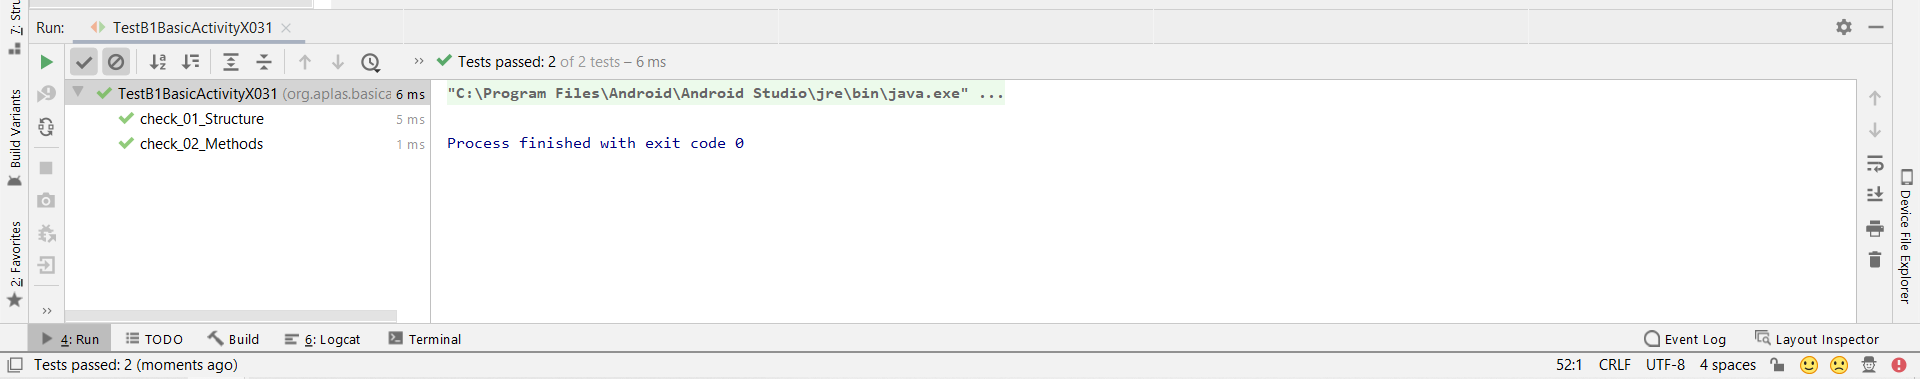 7: Stru
Run: TestB1BasicActivityX031
Tests passed: 2 of 2 tests – 6 ms
TestB1BasicActivityX031 (org.aplas.basica 6 ms
check_01_Structure 5 ms
check_02_Methods 1 ms
"C:\Program Files\Android\Android Studio\jre\bin\java.exe" ...
Process finished with exit code 0
Build Variants
2: Favorites
Device File Explorer
4: Run TODO Build 6: Logcat Terminal Event Log Layout Inspector
Tests passed: 2 (moments ago) 52:1 CRLF UTF-8 4 spaces